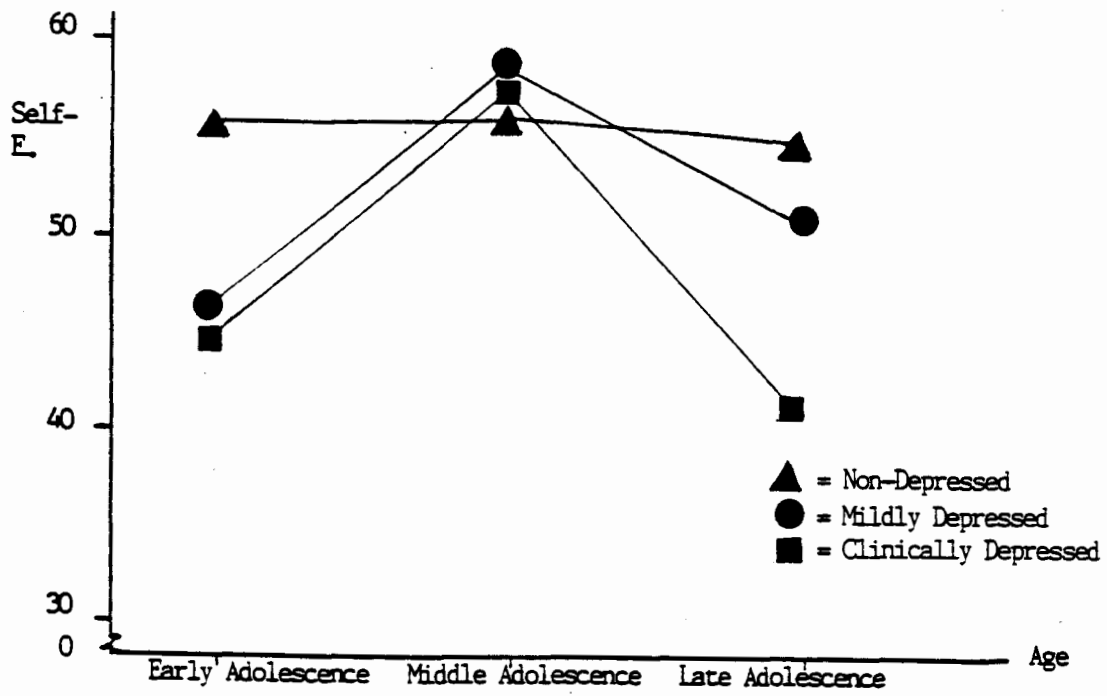 60
Self-
E.
50
40
▲ = Non-Depressed
● = Mildly Depressed
■ = Clinically Depressed
30
0
Age
Early Adolescence Middle Adolescence Late Adolescence